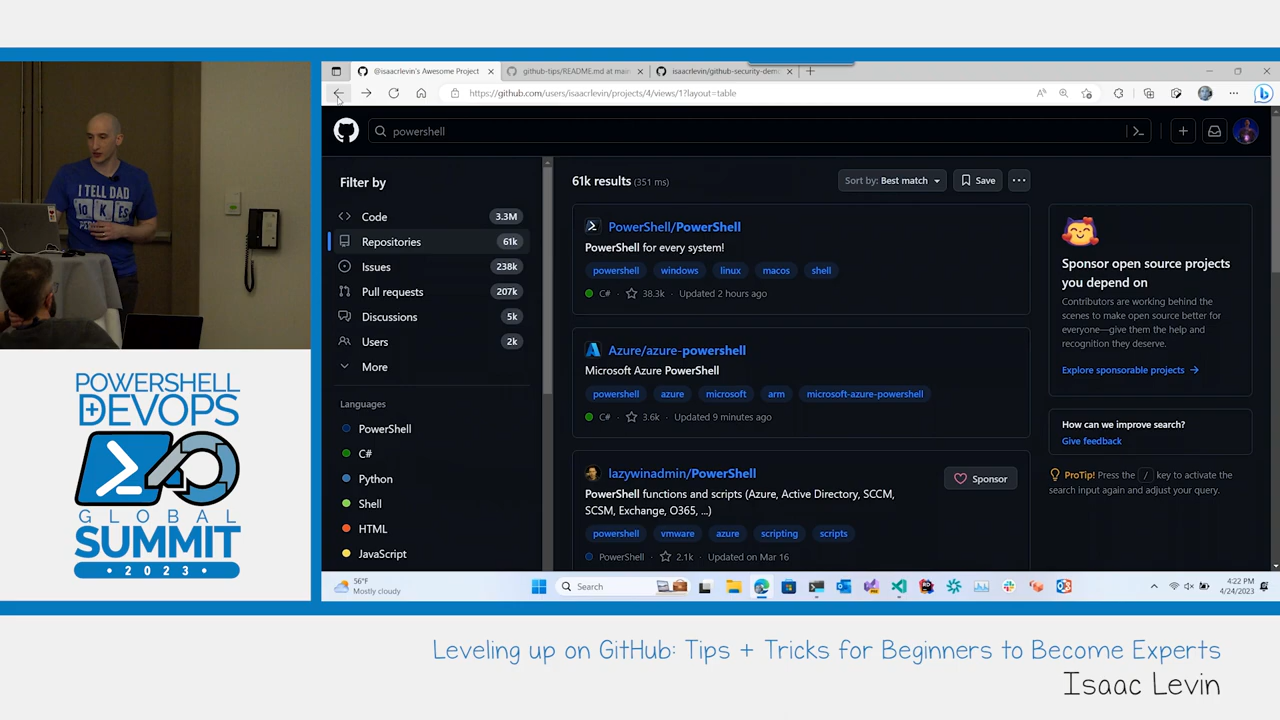 I TELL DAD
JOKES
PERIODICALLY
POWERSHELL
+DEVOPS
GLOBAL
SUMMIT
• 2023 •
@isaacrlevin's Awesome Project
github-tips/README.md at mai
isaacrlevin/github-security-dem
https://github.com/users/isaacrlevin/projects/4/views/1?layout=table
powershell
Filter by
Code 3.3M
Repositories 61k
Issues 238k
Pull requests 207k
Discussions 5k
Users 2k
More
Languages
PowerShell
C#
Python
Shell
HTML
JavaScript
61k results (351 ms)
Sort by: Best match
Save
PowerShell/PowerShell
PowerShell for every system!
powershell windows linux macos shell
C# · 38.3k · Updated 2 hours ago
Azure/azure-powershell
Microsoft Azure PowerShell
powershell azure microsoft arm microsoft-azure-powershell
C# · 3.6k · Updated 9 minutes ago
lazywinadmin/PowerShell
Sponsor
PowerShell functions and scripts (Azure, Active Directory, SCCM,
SCSM, Exchange, O365, ...)
powershell vmware azure scripting scripts
PowerShell · 2.1k · Updated on Mar 16
Sponsor open source projects
you depend on
Contributors are working behind the
scenes to make open source better for
everyone—give them the help and
recognition they deserve.
Explore sponsorable projects →
How can we improve search?
Give feedback
ProTip! Press the / key to activate the
search input again and adjust your query.
56°F
Mostly cloudy
Search
4:22 PM
4/24/2023
Leveling up on GitHub: Tips + Tricks for Beginners to Become Experts
Isaac Levin